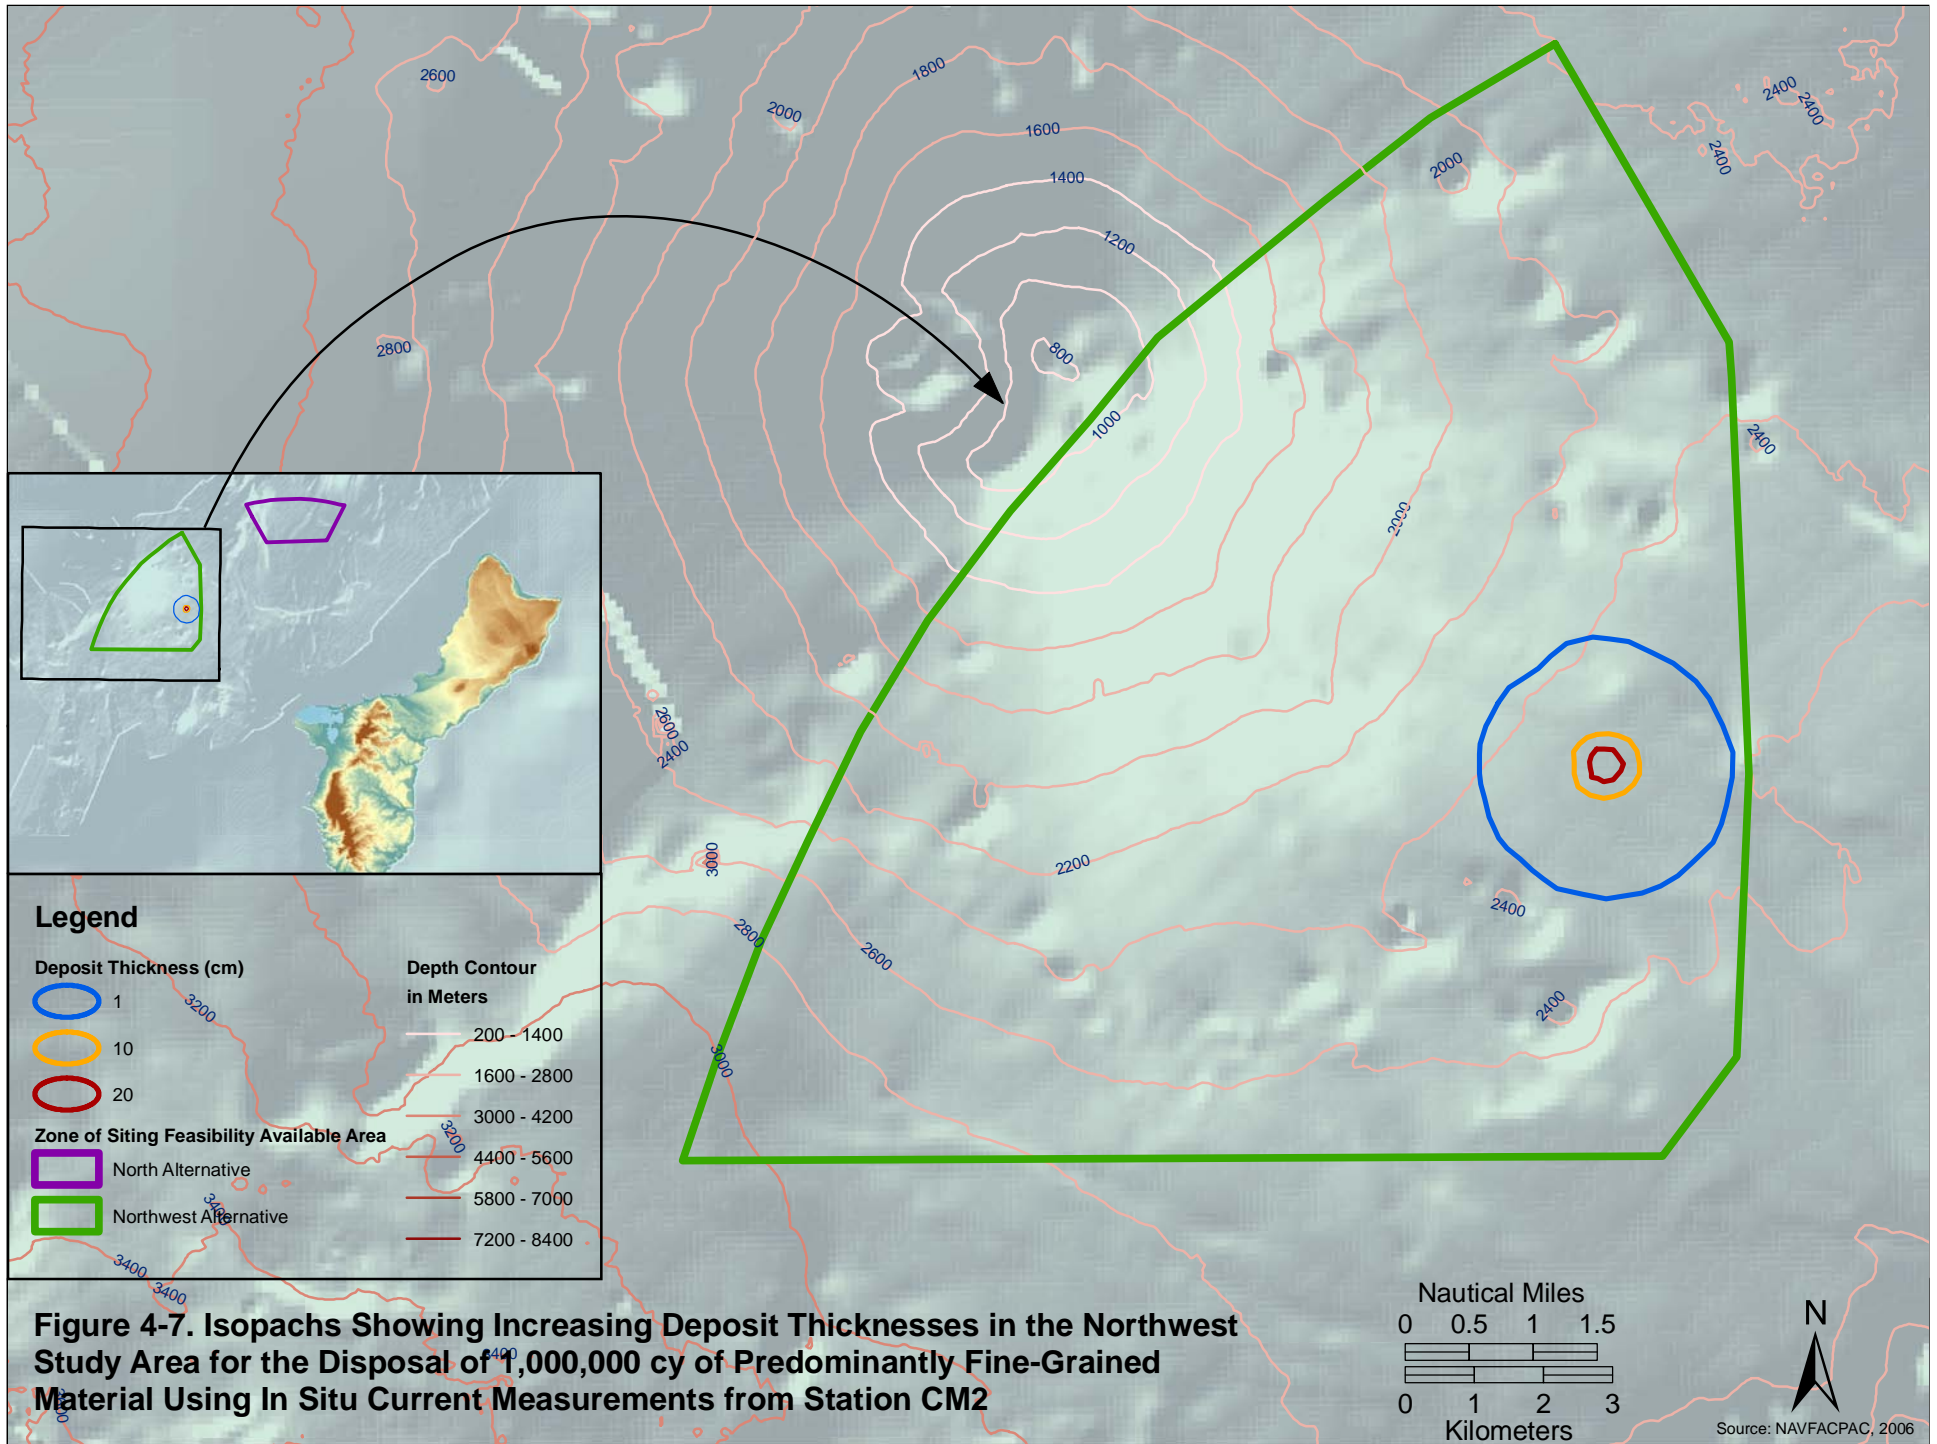 2600
1800
2000
1600
1400
1200
2000
2400
2400
2400
2800
800
1000
2400
2000
2600
2400
3000
2200
2800
2600
2400
2400
3000
Legend
Deposit Thickness (cm)
1
10
20
Zone of Siting Feasibility Available Area
North Alternative
Northwest Alternative
Depth Contour
in Meters
200 - 1400
1600 - 2800
3000 - 4200
4400 - 5600
5800 - 7000
7200 - 8400
3200
3200
3400
3400
3400
3400
Figure 4-7. Isopachs Showing Increasing Deposit Thicknesses in the Northwest
Study Area for the Disposal of 1,000,000 cy of Predominantly Fine-Grained
Material Using In Situ Current Measurements from Station CM2
Nautical Miles
0 0.5 1 1.5
0 1 2 3
Kilometers
N
Source: NAVFACPAC, 2006